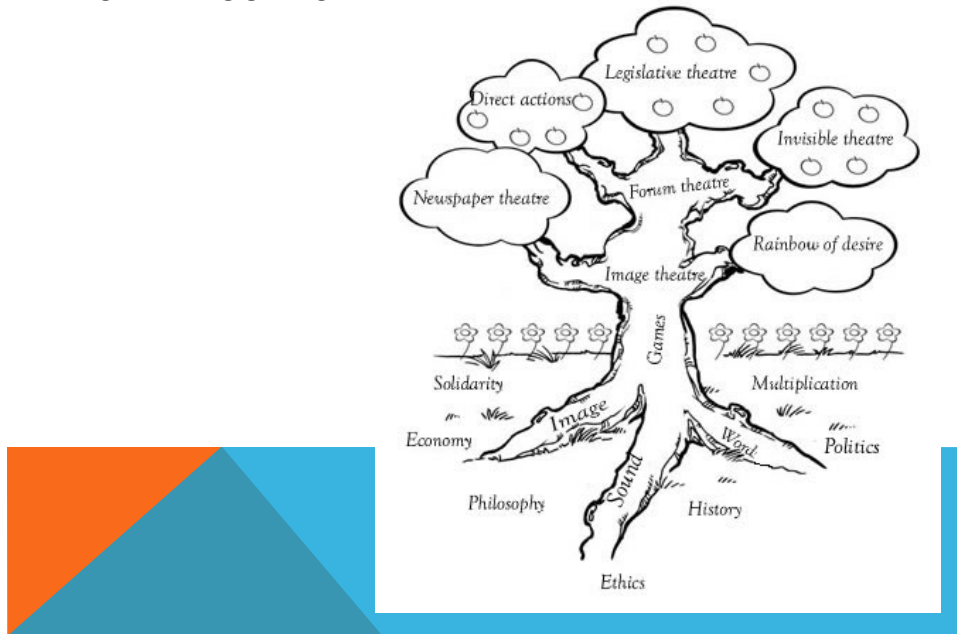 Legislative theatre
Direct actions
Invisible theatre
Forum theatre
Newspaper theatre
Rainbow of desire
Image theatre
Games
Solidarity
Multiplication
Image
Economy
Word
Politics
Sound
Philosophy
History
Ethics